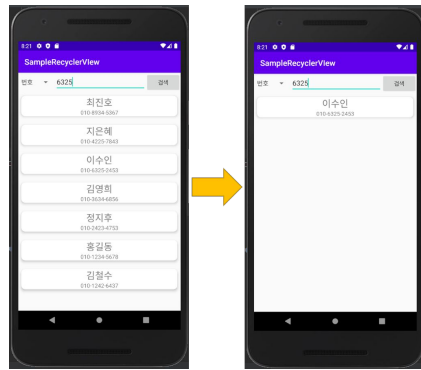 8:21
SampleRecyclerView
번호 6325 검색
최진호
010-8934-5367
지은혜
010-4225-7843
이수인
010-6325-2453
김영희
010-3634-6856
정지후
010-2423-4753
홍길동
010-1234-5678
김철수
010-1242-6437
8:21
SampleRecyclerView
번호 6325 검색
이수인
010-6325-2453